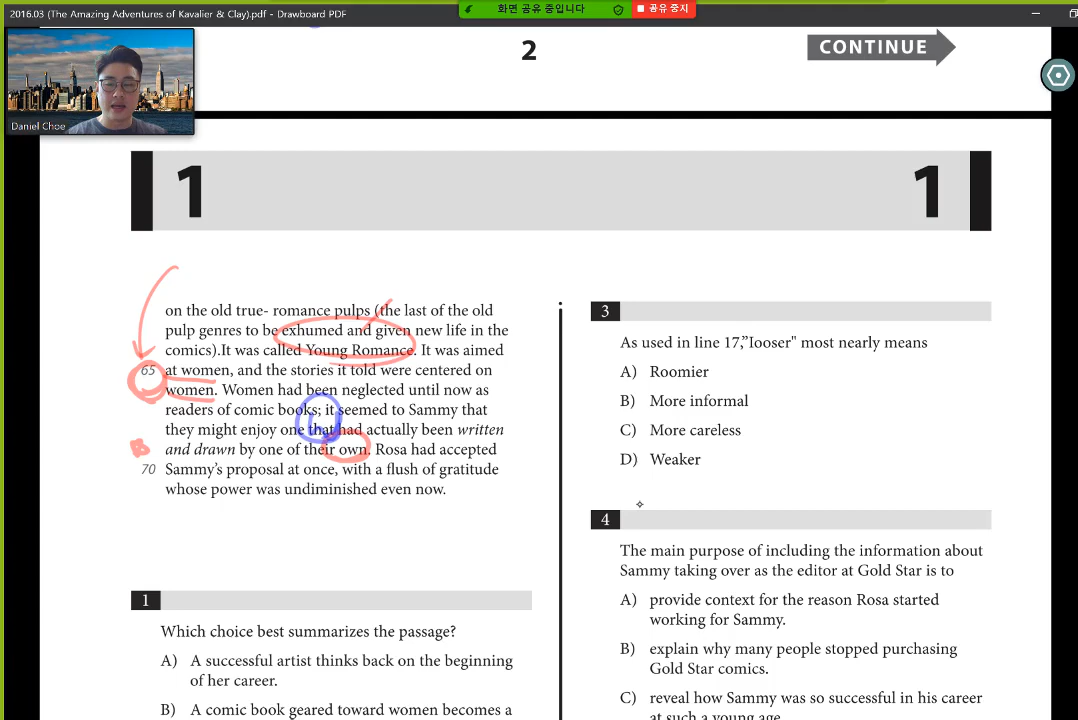 2016.03 (The Amazing Adventures of Kavalier & Clay).pdf - Drawboard PDF
화면 공유 중입니다
공유 중지
Daniel Choe
2
CONTINUE
1
1
on the old true- romance pulps (the last of the old
pulp genres to be exhumed and given new life in the
comics).It was called Young Romance. It was aimed
65 at women, and the stories it told were centered on
women. Women had been neglected until now as
readers of comic books; it seemed to Sammy that
they might enjoy one that had actually been written
and drawn by one of their own. Rosa had accepted
70 Sammy's proposal at once, with a flush of gratitude
whose power was undiminished even now.
1
Which choice best summarizes the passage?
A) A successful artist thinks back on the beginning
of her career.
B) A comic book geared toward women becomes a
3
As used in line 17,”Iooser" most nearly means
A) Roomier
B) More informal
C) More careless
D) Weaker
4
The main purpose of including the information about
Sammy taking over as the editor at Gold Star is to
A) provide context for the reason Rosa started
working for Sammy.
B) explain why many people stopped purchasing
Gold Star comics.
C) reveal how Sammy was so successful in his career
at such a young age.